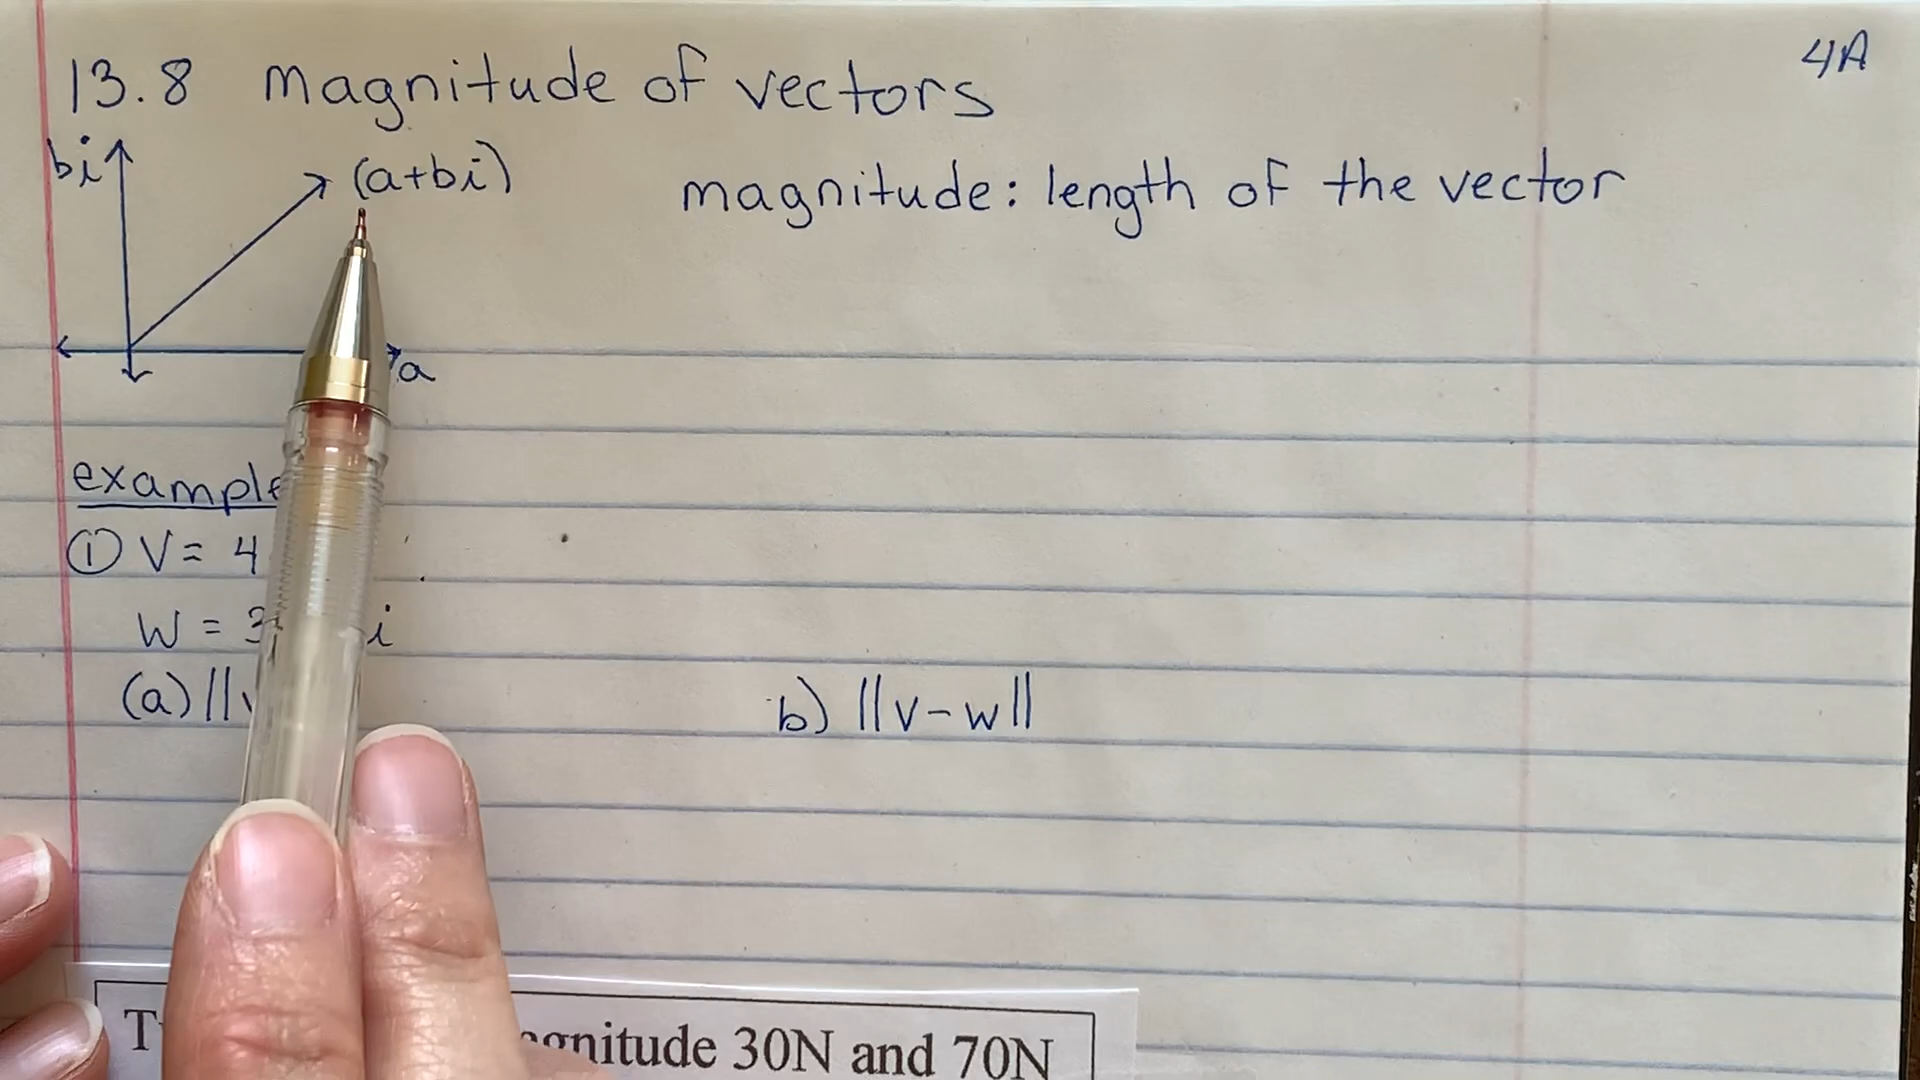 13.8 magnitude of vectors
4A
bi
(a+bi)
magnitude: length of the vector
a
example
① V = 4
W = 3 i
(a) ||
b) ||v-w||
magnitude 30N and 70N